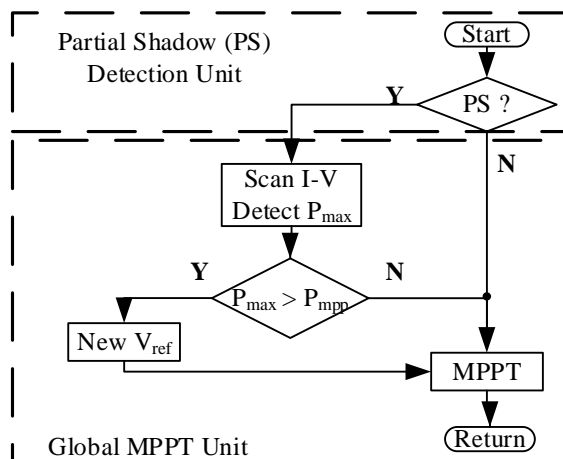 Start
Partial Shadow (PS)
Detection Unit
Y
PS ?
N
Scan I-V
Detect Pmax
Y
N
Pmax > Pmpp
New Vref
MPPT
Return
Global MPPT Unit